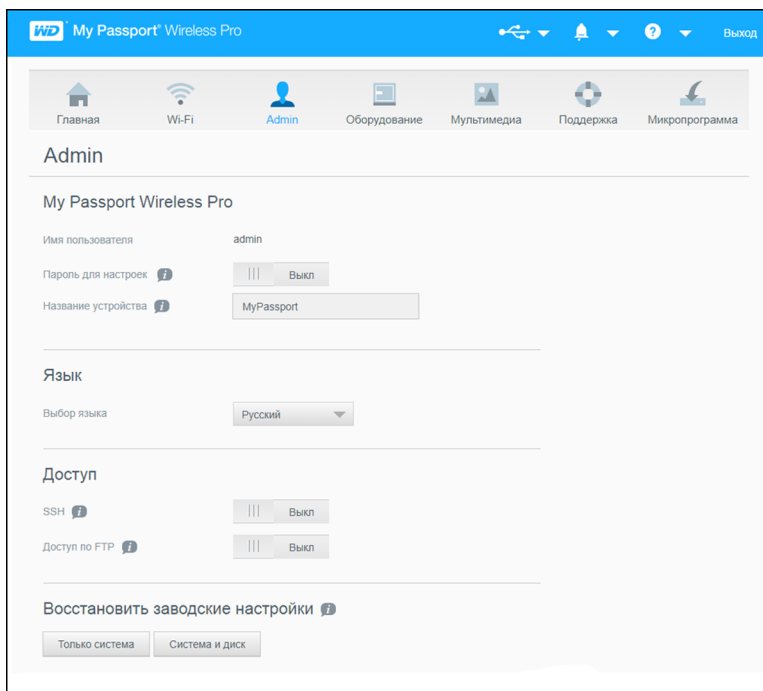 WD My Passport® Wireless Pro
Выход
Главная Wi-Fi Admin Оборудование Мультимедиа Поддержка Микропрограмма
Admin
My Passport Wireless Pro
Имя пользователя admin
Пароль для настроек i Выкл
Название устройства i MyPassport
Язык
Выбор языка Русский
Доступ
SSH i Выкл
Доступ по FTP i Выкл
Восстановить заводские настройки i
Только система Система и диск